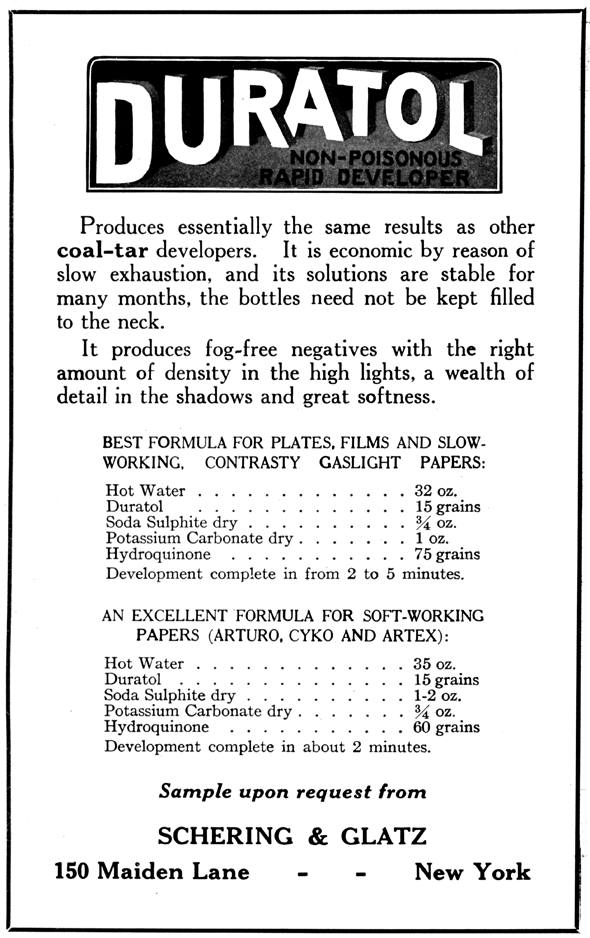 DURATOL
NON-POISONOUS
RAPID DEVELOPER
Produces essentially the same results as other
coal-tar developers. It is economic by reason of
slow exhaustion, and its solutions are stable for
many months, the bottles need not be kept filled
to the neck.
It produces fog-free negatives with the right
amount of density in the high lights, a wealth of
detail in the shadows and great softness.
BEST FORMULA FOR PLATES, FILMS AND SLOW-
WORKING, CONTRASTY GASLIGHT PAPERS:
Hot Water . . . . . . . . . . . . . . . 32 oz.
Duratol . . . . . . . . . . . . . . . 15 grains
Soda Sulphite dry . . . . . . . . . . ¾ oz.
Potassium Carbonate dry . . . . . . . 1 oz.
Hydroquinone . . . . . . . . . . . 75 grains
Development complete in from 2 to 5 minutes.
AN EXCELLENT FORMULA FOR SOFT-WORKING
PAPERS (ARTURO, CYKO AND ARTEX):
Hot Water . . . . . . . . . . . . . . . 35 oz.
Duratol . . . . . . . . . . . . . . . 15 grains
Soda Sulphite dry . . . . . . . . . . 1-2 oz.
Potassium Carbonate dry . . . . . . . ¾ oz.
Hydroquinone . . . . . . . . . . . 60 grains
Development complete in about 2 minutes.
Sample upon request from
SCHERING & GLATZ
150 Maiden Lane - - New York